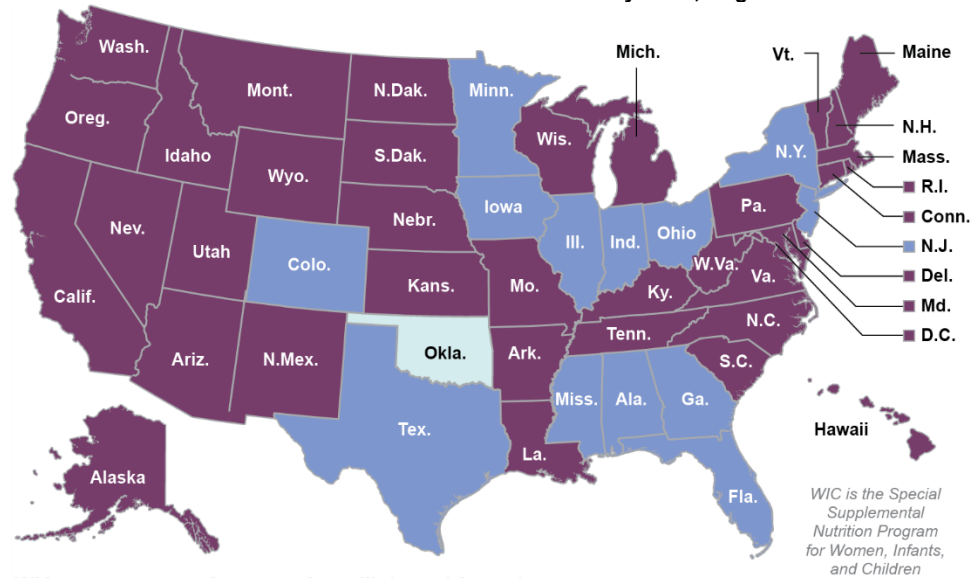 Wash.
Mont.
N.Dak.
Minn.
Mich.
Vt.
Maine
Oreg.
Idaho
Wyo.
S.Dak.
Wis.
N.Y.
N.H.
Mass.
R.I.
Conn.
N.J.
Del.
Md.
D.C.
Nev.
Utah
Colo.
Nebr.
Iowa
Ill.
Ind.
Ohio
Pa.
Calif.
Kans.
Mo.
Ky.
W.Va.
Va.
Ariz.
N.Mex.
Okla.
Ark.
Tenn.
N.C.
S.C.
Tex.
La.
Miss.
Ala.
Ga.
Fla.
Alaska
Hawaii
WIC is the Special
Supplemental
Nutrition Program
for Women, Infants,
and Children